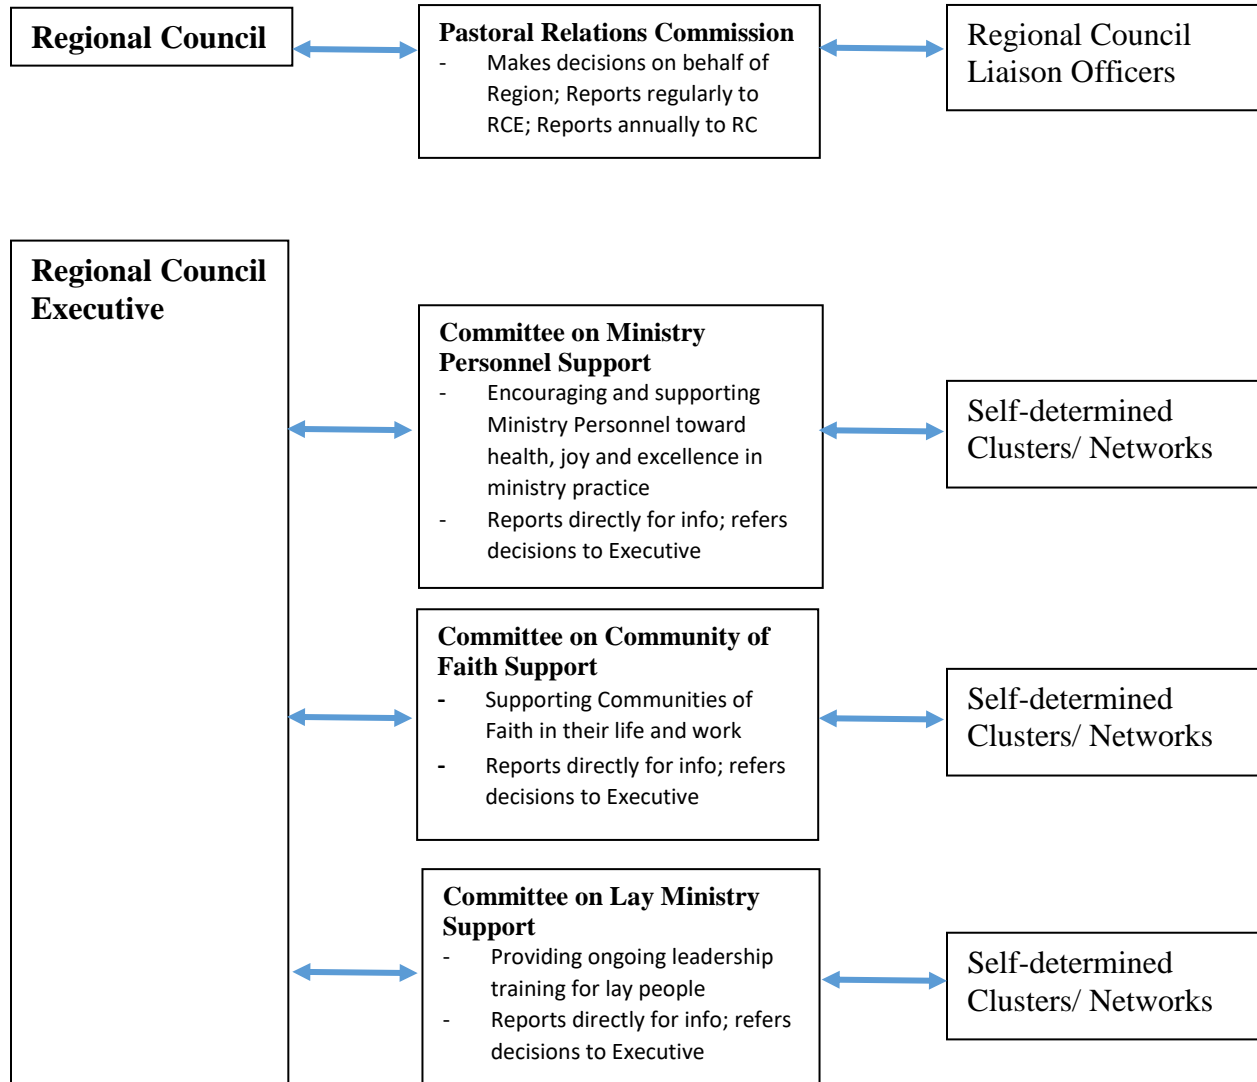 Regional Council
Pastoral Relations Commission
- Makes decisions on behalf of
Region; Reports regularly to
RCE; Reports annually to RC
Regional Council
Liaison Officers
Regional Council
Executive
Committee on Ministry
Personnel Support
- Encouraging and supporting
Ministry Personnel toward
health, joy and excellence in
ministry practice
- Reports directly for info; refers
decisions to Executive
Self-determined
Clusters/ Networks
Committee on Community of
Faith Support
- Supporting Communities of
Faith in their life and work
- Reports directly for info; refers
decisions to Executive
Self-determined
Clusters/ Networks
Committee on Lay Ministry
Support
- Providing ongoing leadership
training for lay people
- Reports directly for info; refers
decisions to Executive
Self-determined
Clusters/ Networks